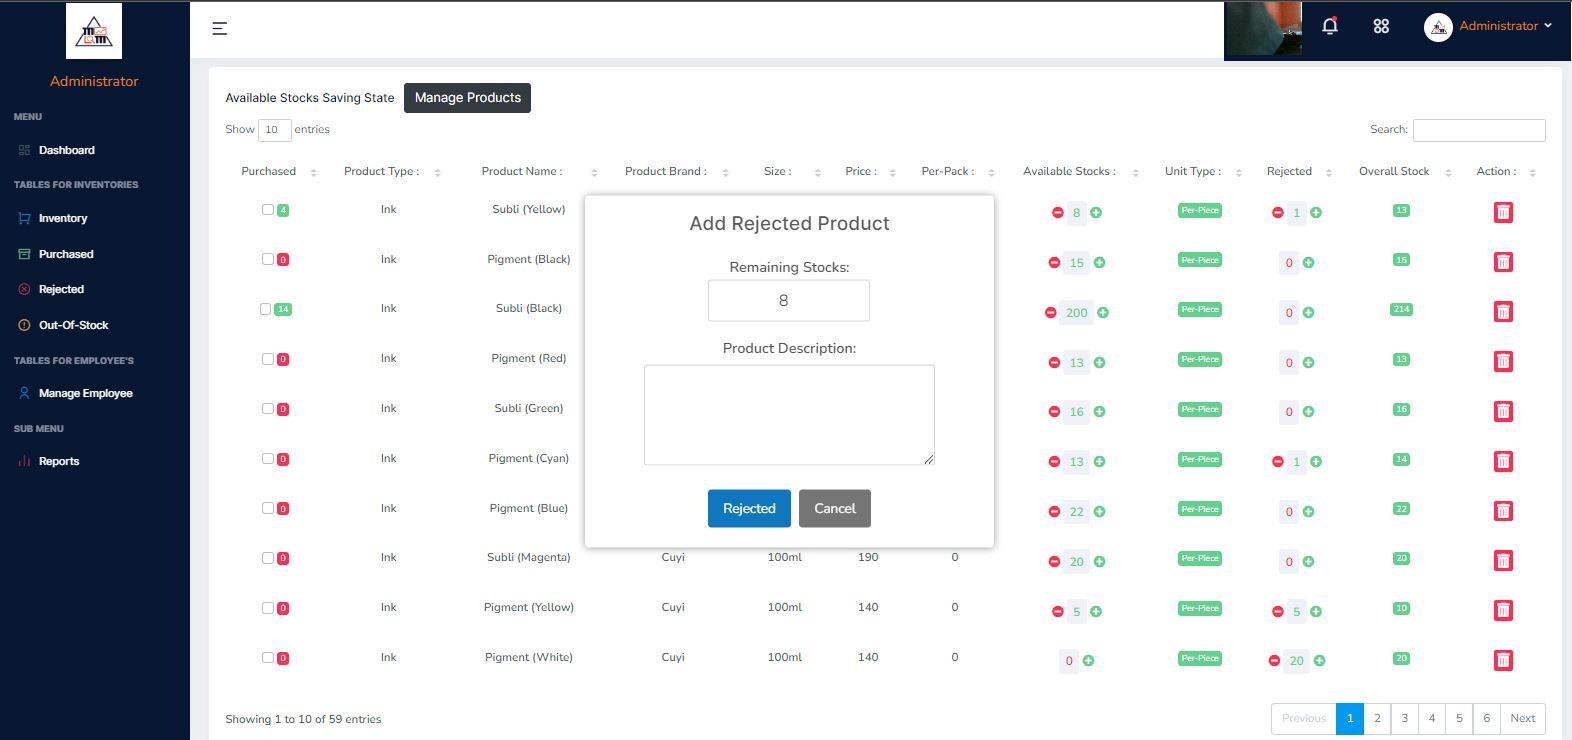 Administrator
Administrator
MENU
Dashboard
TABLES FOR INVENTORIES
Inventory
Purchased
Rejected
Out-Of-Stock
TABLES FOR EMPLOYEE'S
Manage Employee
SUB MENU
Reports
Available Stocks Saving State Manage Products
Show 10 entries Search:
Purchased Product Type : Product Name : Product Brand : Size : Price : Per-Pack : Available Stocks : Unit Type : Rejected Overall Stock Action :
4 Ink Subli (Yellow) 8 Per-Piece 1 13
0 Ink Pigment (Black) 15 Per-Piece 0 15
14 Ink Subli (Black) 200 Per-Piece 0 214
0 Ink Pigment (Red) 13 Per-Piece 0 13
0 Ink Subli (Green) 16 Per-Piece 0 16
0 Ink Pigment (Cyan) 13 Per-Piece 1 14
0 Ink Pigment (Blue) 22 Per-Piece 0 22
0 Ink Subli (Magenta) Cuyi 100ml 190 0 20 Per-Piece 0 20
0 Ink Pigment (Yellow) Cuyi 100ml 140 0 5 Per-Piece 5 10
0 Ink Pigment (White) Cuyi 100ml 140 0 0 Per-Piece 20 20
Add Rejected Product
Remaining Stocks:
8
Product Description:
Rejected Cancel
Showing 1 to 10 of 59 entries Previous 1 2 3 4 5 6 Next